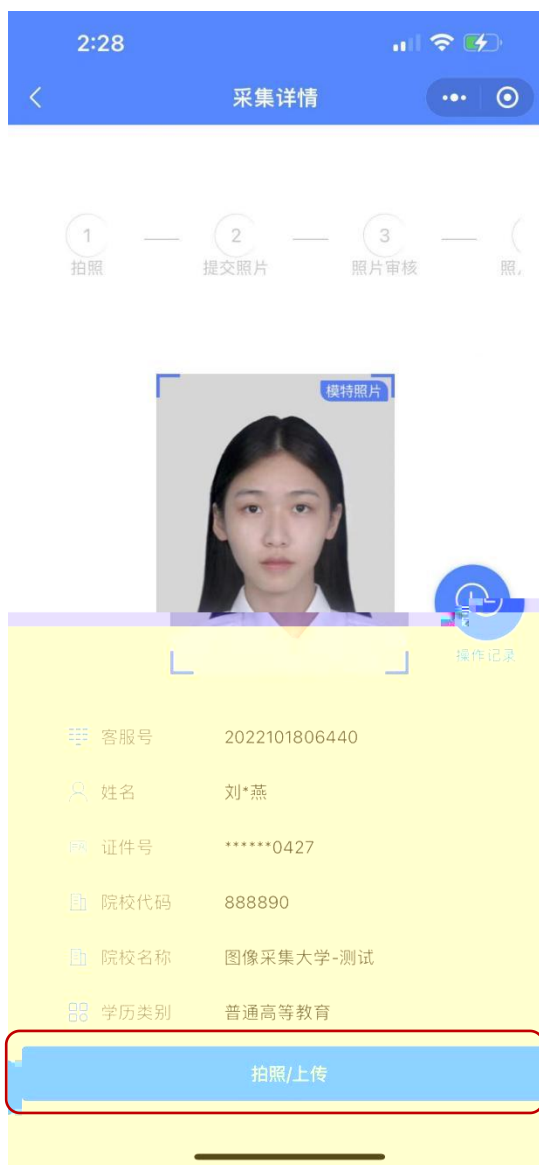 2:28
采集详情
1
2
3
拍照
提交照片
照片审核
照
模特照片
操作记录
客服号 2022101806440
姓名 刘*燕
证件号 ******0427
院校代码 888890
院校名称 图像采集大学-测试
学历类别 普通高等教育
拍照/上传